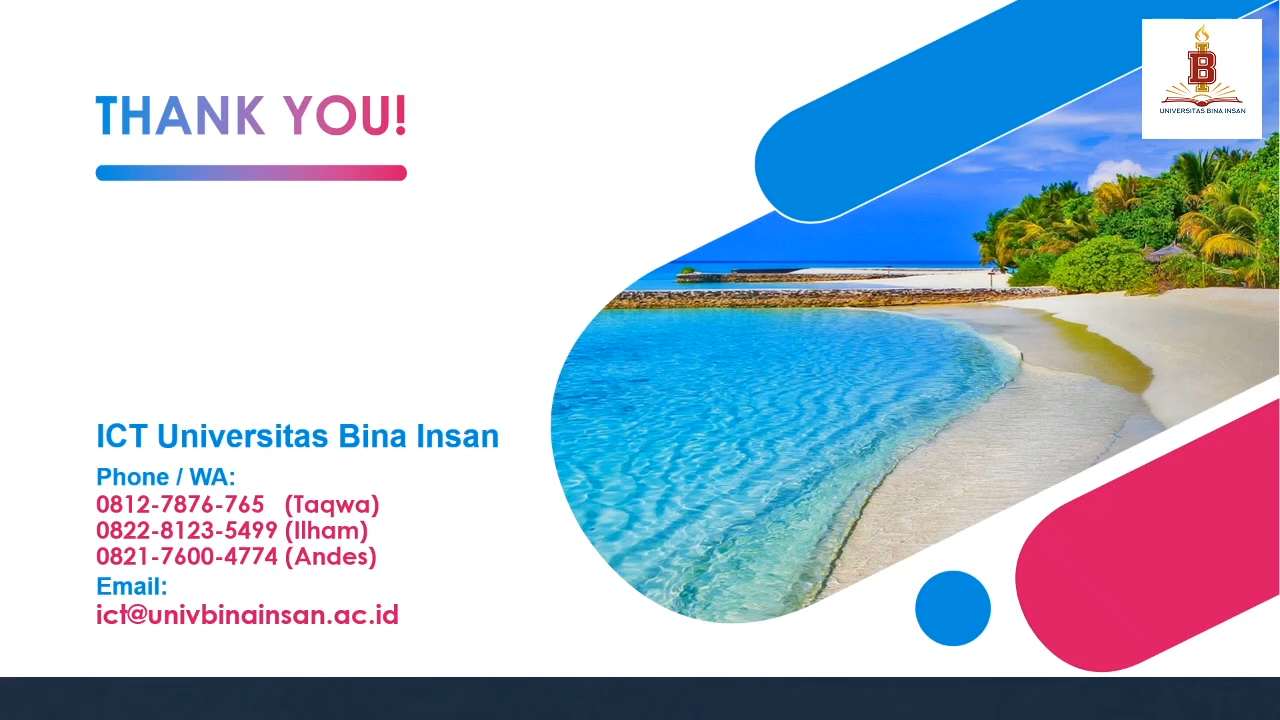 UNIVERSITAS BINA INSAN
THANK YOU!
ICT Universitas Bina Insan
Phone / WA:
0812-7876-765 (Taqwa)
0822-8123-5499 (Ilham)
0821-7600-4774 (Andes)
Email:
ict@univbinainsan.ac.id